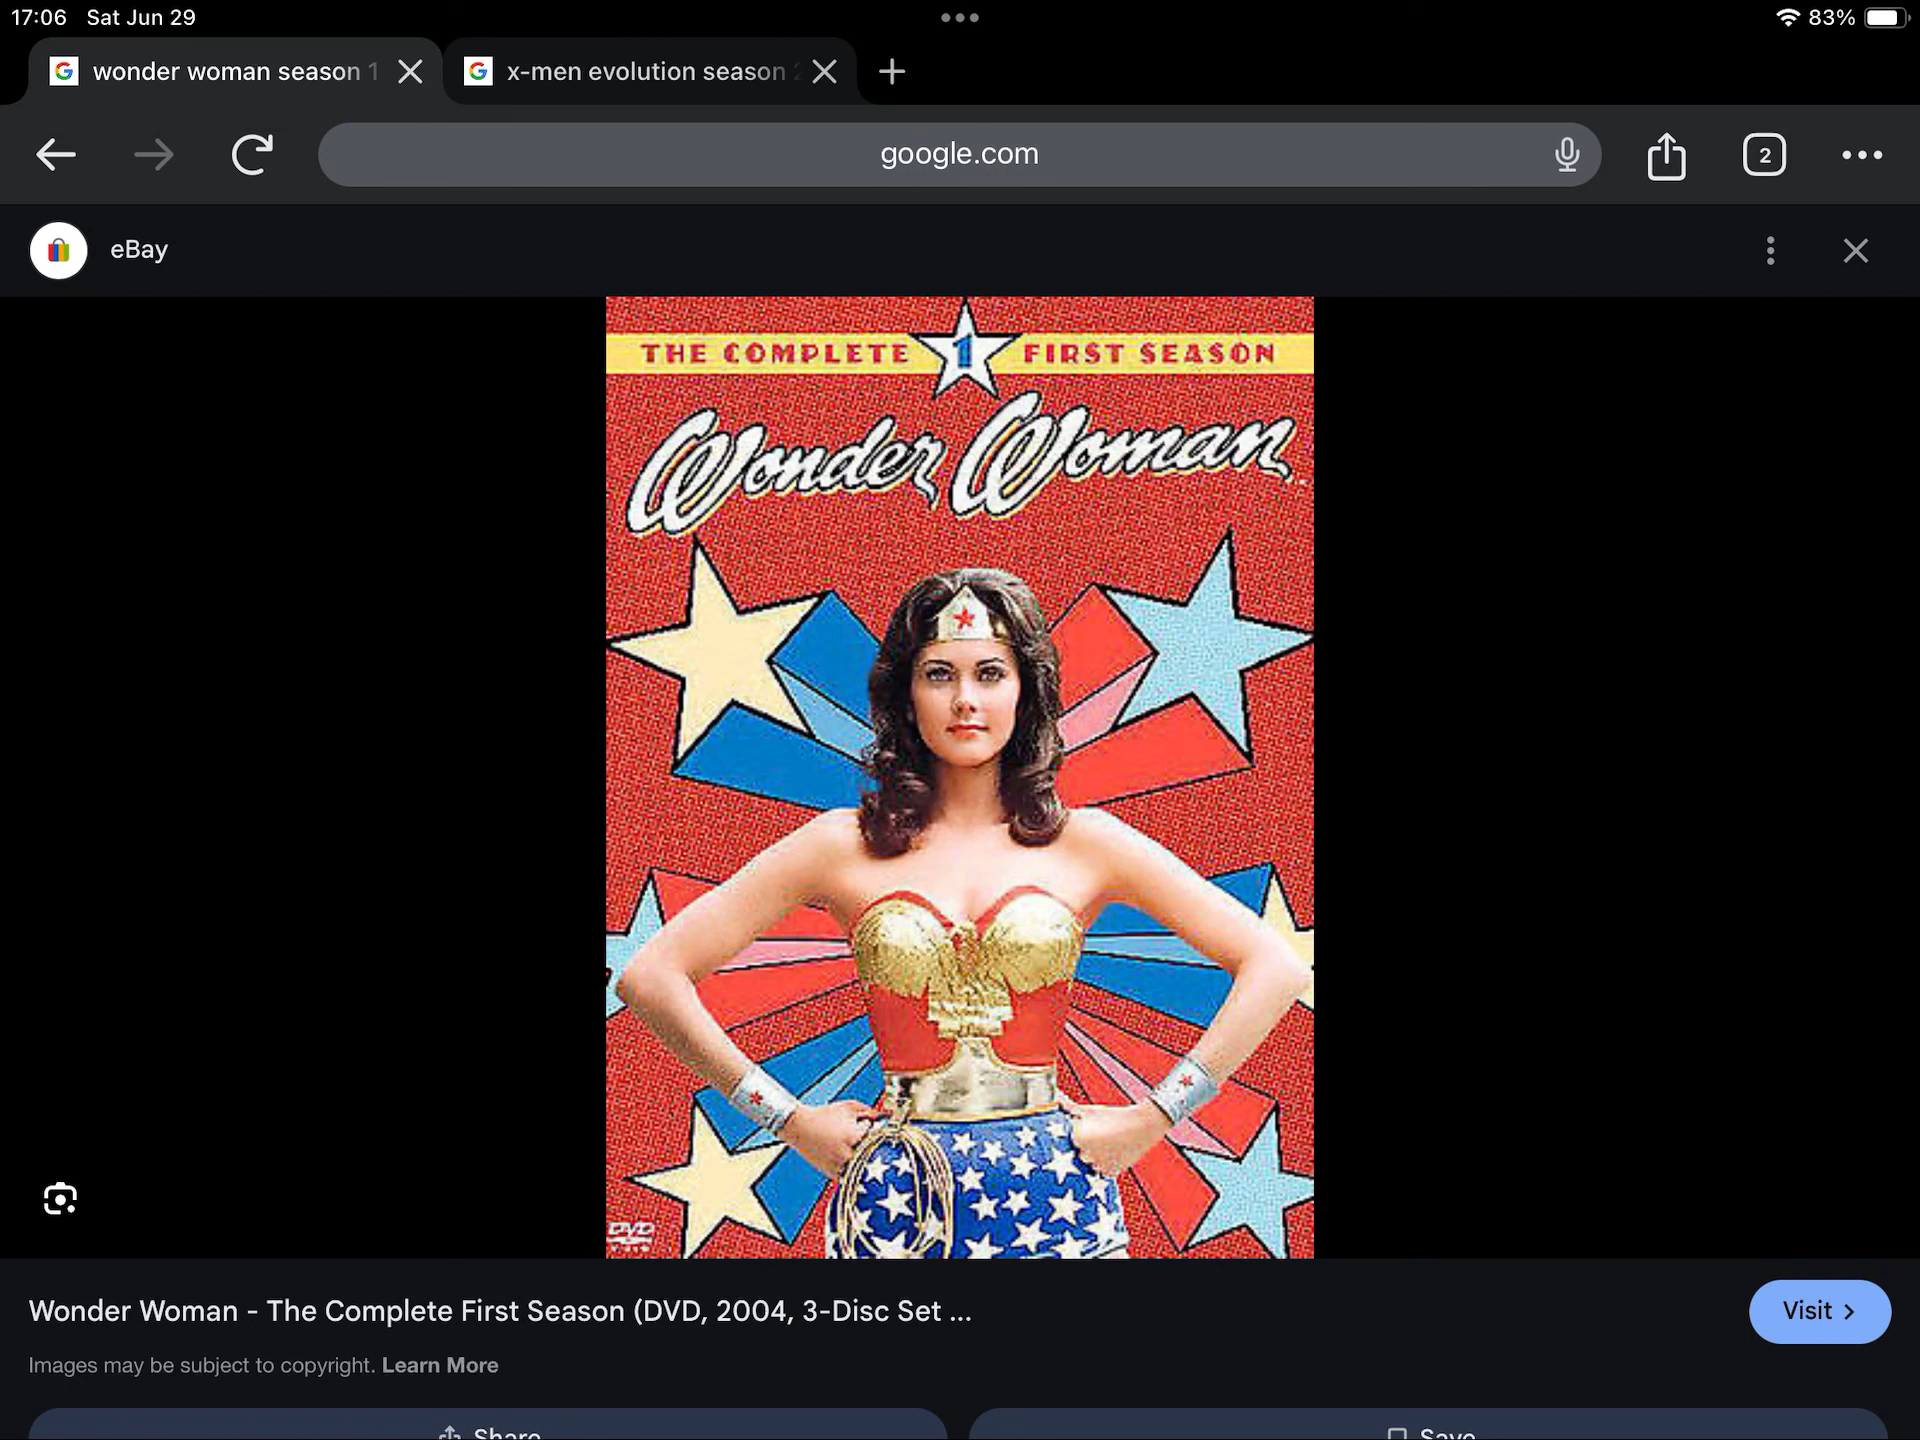 17:06 Sat Jun 29
83%
wonder woman season 1
x-men evolution season 2
google.com
2
eBay
THE COMPLETE 1 FIRST SEASON
Wonder Woman
DVD
Wonder Woman - The Complete First Season (DVD, 2004, 3-Disc Set ...
Visit
Images may be subject to copyright. Learn More
Share
Save